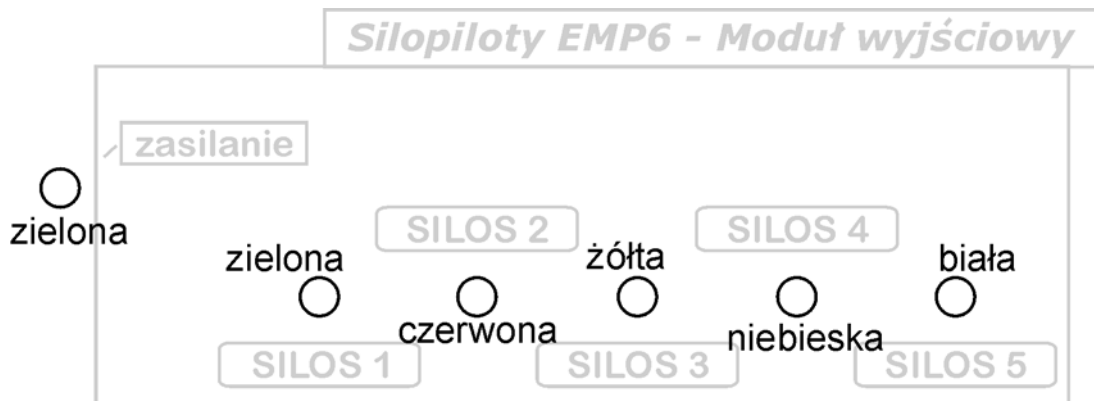 Silopiloty EMP6 - Moduł wyjściowy
zasilanie
zielona
SILOS 2
SILOS 4
zielona
żółta
biała
czerwona
niebieska
SILOS 1
SILOS 3
SILOS 5